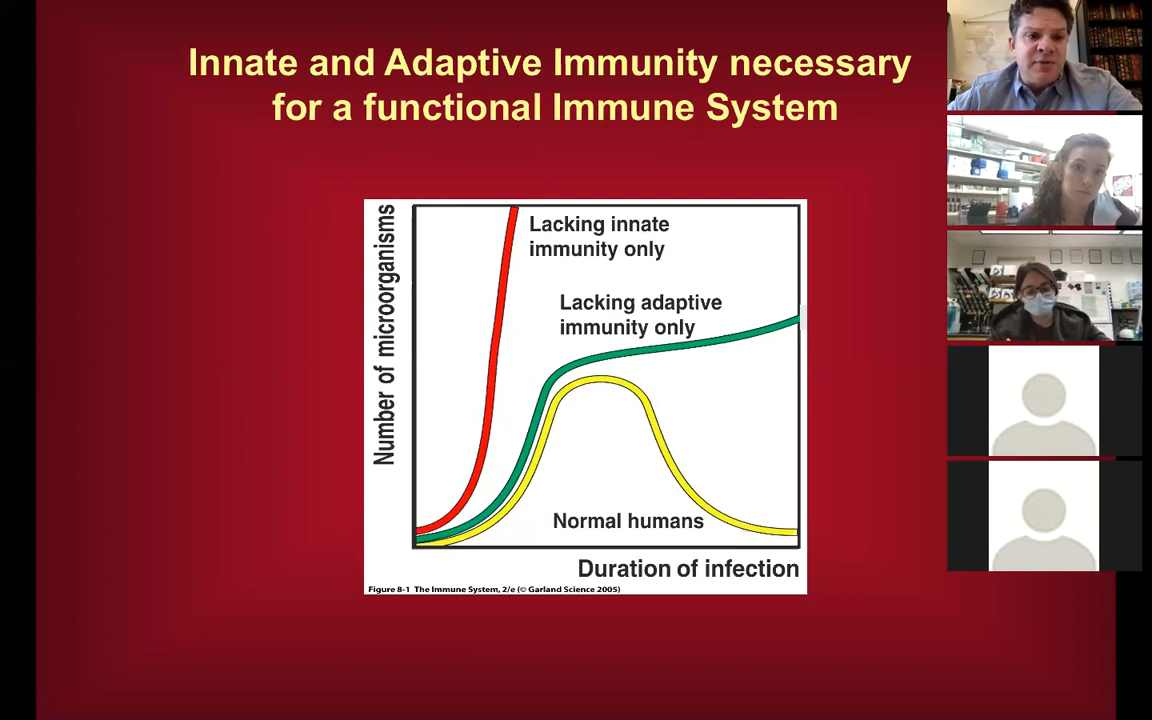 Innate and Adaptive Immunity necessary
for a functional Immune System
Number of microorganisms
Lacking innate
immunity only
Lacking adaptive
immunity only
Normal humans
Duration of infection
Figure 8-1 The Immune System, 2/e (© Garland Science 2005)